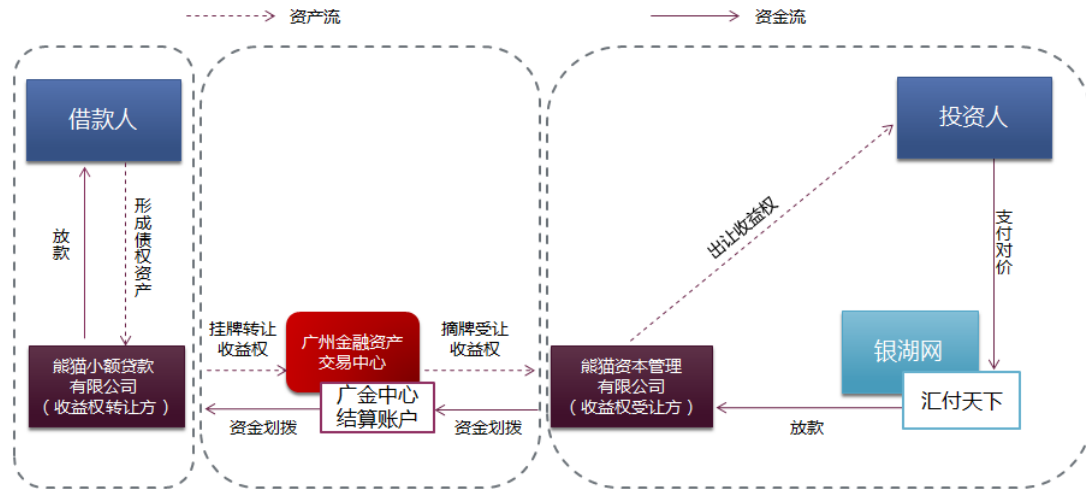 资产流
资金流
借款人
投资人
放款
形成债权资产
出让收益权
支付对价
挂牌转让
收益权
广州金融资产
交易中心
摘牌受让
收益权
银湖网
熊猫小额贷款
有限公司
（收益权转让方）
广金中心
结算账户
熊猫资本管理
有限公司
（收益权受让方）
汇付天下
资金划拨
资金划拨
放款